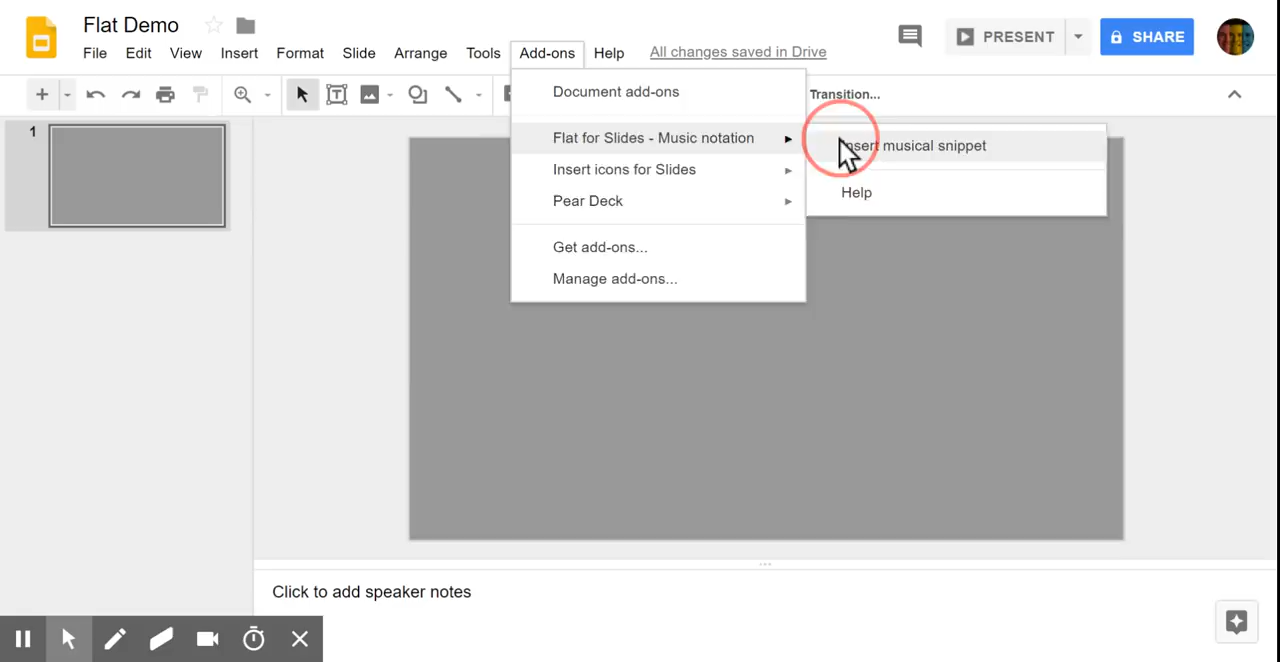 Flat Demo
File Edit View Insert Format Slide Arrange Tools Add-ons Help All changes saved in Drive
PRESENT
SHARE
Transition...
Document add-ons
Flat for Slides - Music notation
Insert icons for Slides
Pear Deck
Get add-ons...
Manage add-ons...
Insert musical snippet
Help
1
Click to add speaker notes